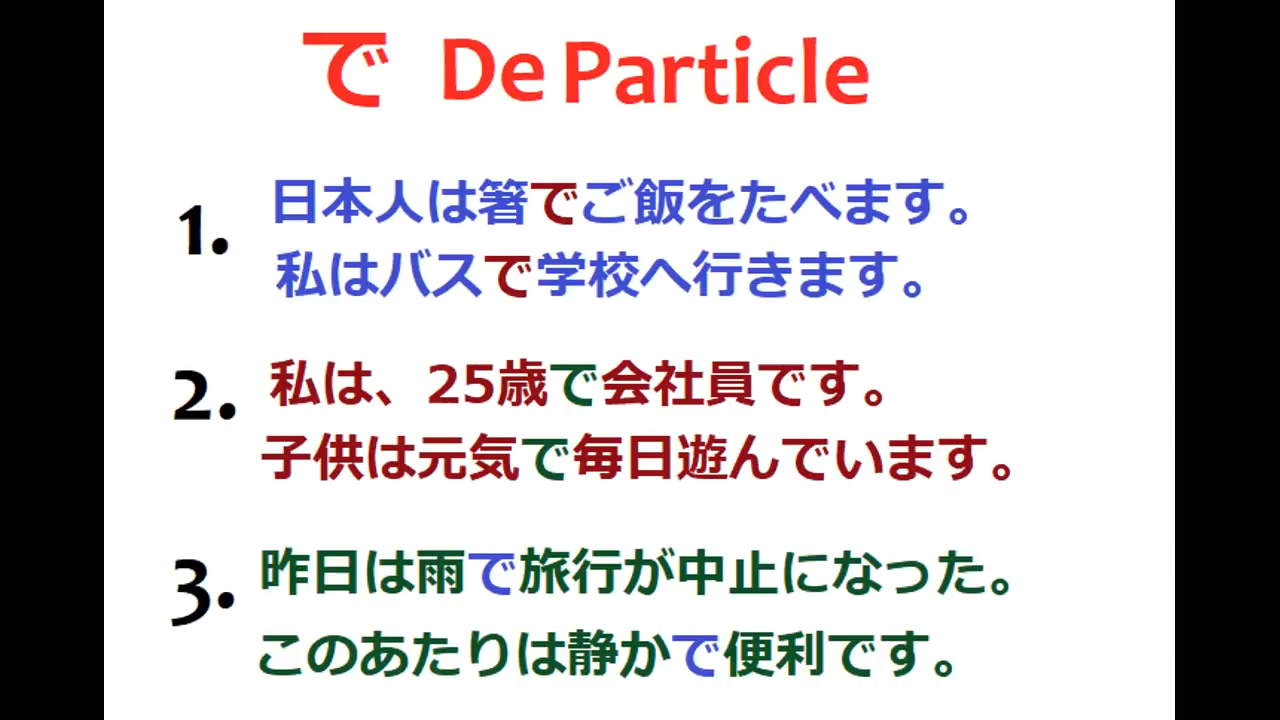 で De Particle
1. 日本人は箸でご飯をたべます。
私はバスで学校へ行きます。
2. 私は、25歳で会社員です。
子供は元気で毎日遊んでいます。
3. 昨日は雨で旅行が中止になった。
このあたりは静かで便利です。